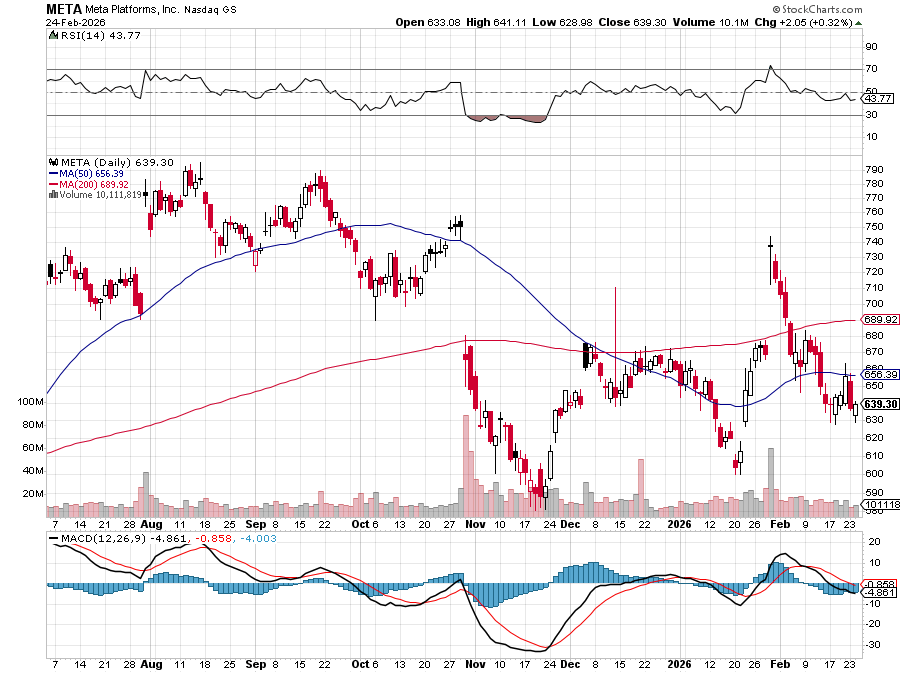 META Meta Platforms, Inc. Nasdaq GS
© StockCharts.com
24-Feb-2026
Open 633.08 High 641.11 Low 628.98 Close 639.30 Volume 10.1M Chg +2.05 (+0.32%)
RSI(14) 43.77
90
70
50
43.77
30
10
META (Daily) 639.30
MA(50) 656.39
MA(200) 689.92
Volume 10,111,819
790
780
770
760
750
740
730
720
710
700
689.92
680
670
660
656.39
650
639.30
630
620
610
600
590
580
100M
80M
60M
40M
20M
101118
7 14 21 28 Aug 11 18 25 Sep 8 15 22 Oct 6 13 20 27 Nov 10 17 24 Dec 8 15 22 2026 12 20 26 Feb 9 17 23
MACD(12,26,9) -4.861, -0.858, -4.003
20
10
-0.858
-4.861
-10
-20
-30
7 14 21 28 Aug 11 18 25 Sep 8 15 22 Oct 6 13 20 27 Nov 10 17 24 Dec 8 15 22 2026 12 20 26 Feb 9 17 23